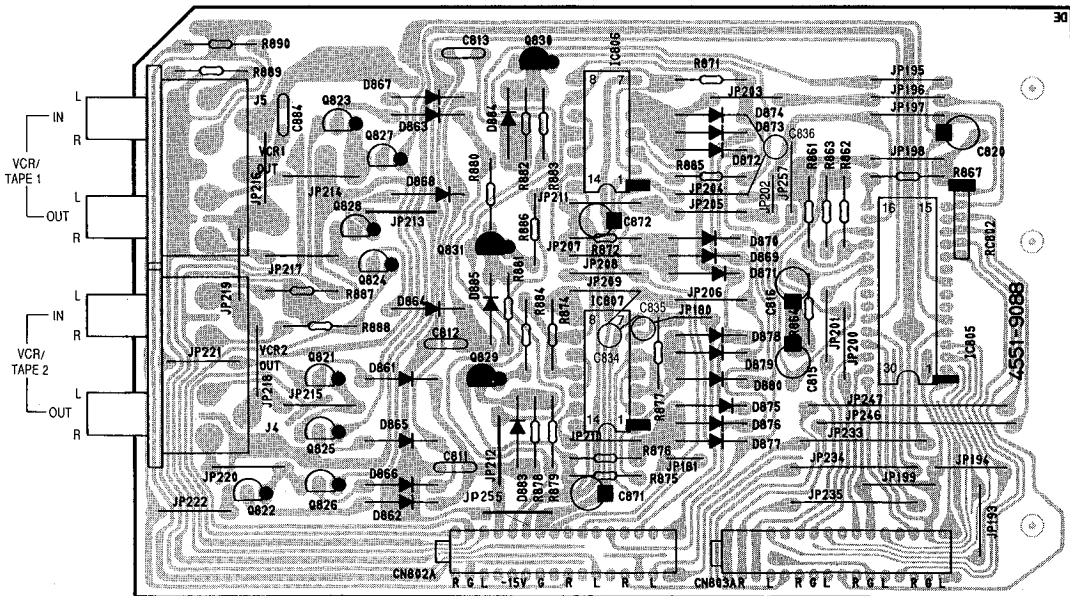 DE
R890
R889
C813
Q830
IC806
8 7
R871
JP195
JP196
JP197
J5
C884
Q823
D867
D863
D884
JP203
D874
D873
D872
C836
C820
L
IN
R
VCR/
TAPE 1
L
OUT
R
VCR1
OUT
Q827
R880
R882
R883
R885
JP204
JP205
JP202
JP257
R861
R863
R862
JP198
R867
JP216
JP214
D868
14 1
JP211
Q828
JP213
R886
C872
16 15
RC802
Q831
JP207
R872
D870
D869
D871
JP217
Q824
JP208
JP219
R887
D885
R881
JP209
IC807
JP206
C816
L
IN
R
VCR/
TAPE 2
L
OUT
R
D864
R884
R874
8
C835
JP180
R864
JP201
JP200
R888
C812
C834
D878
D879
D880
C815
IC805
4551-9088
JP221
VCR2
OUT
Q821
D861
Q829
30 1
JP218
JP215
R877
D875
D876
D877
JP247
JP246
J4
Q825
D865
14 1
JP210
JP233
JP212
R876
R875
JP181
JP234
JP194
JP220
C811
D866
D862
JP255
D883
R878
R879
C871
JP199
JP235
JP193
JP222
Q822
Q826
CN802A
R G L -15V G R L R L
CN803A
R L R G L R G L R G L